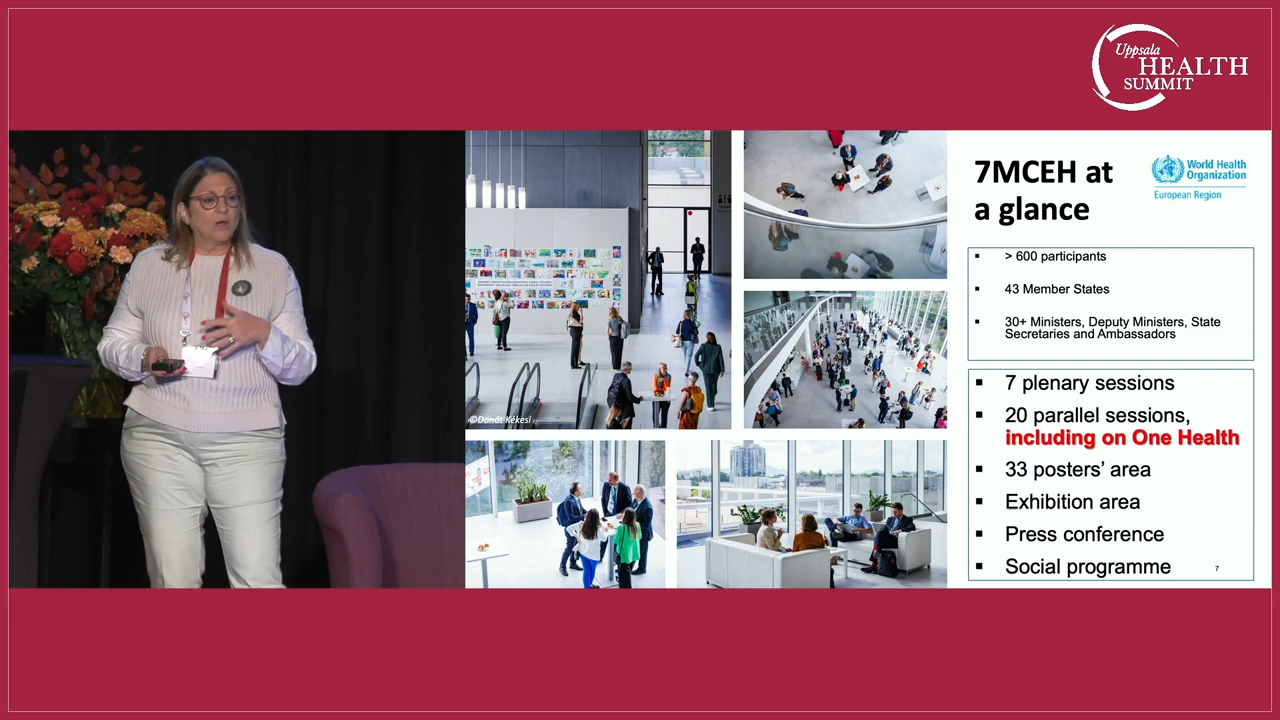 Uppsala
HEALTH
SUMMIT
7MCEH at
a glance
World Health
Organization
European Region
▪ > 600 participants
▪ 43 Member States
▪ 30+ Ministers, Deputy Ministers, State
Secretaries and Ambassadors
▪ 7 plenary sessions
▪ 20 parallel sessions,
including on One Health
▪ 33 posters’ area
▪ Exhibition area
▪ Press conference
▪ Social programme
7
©Donát Kékesi